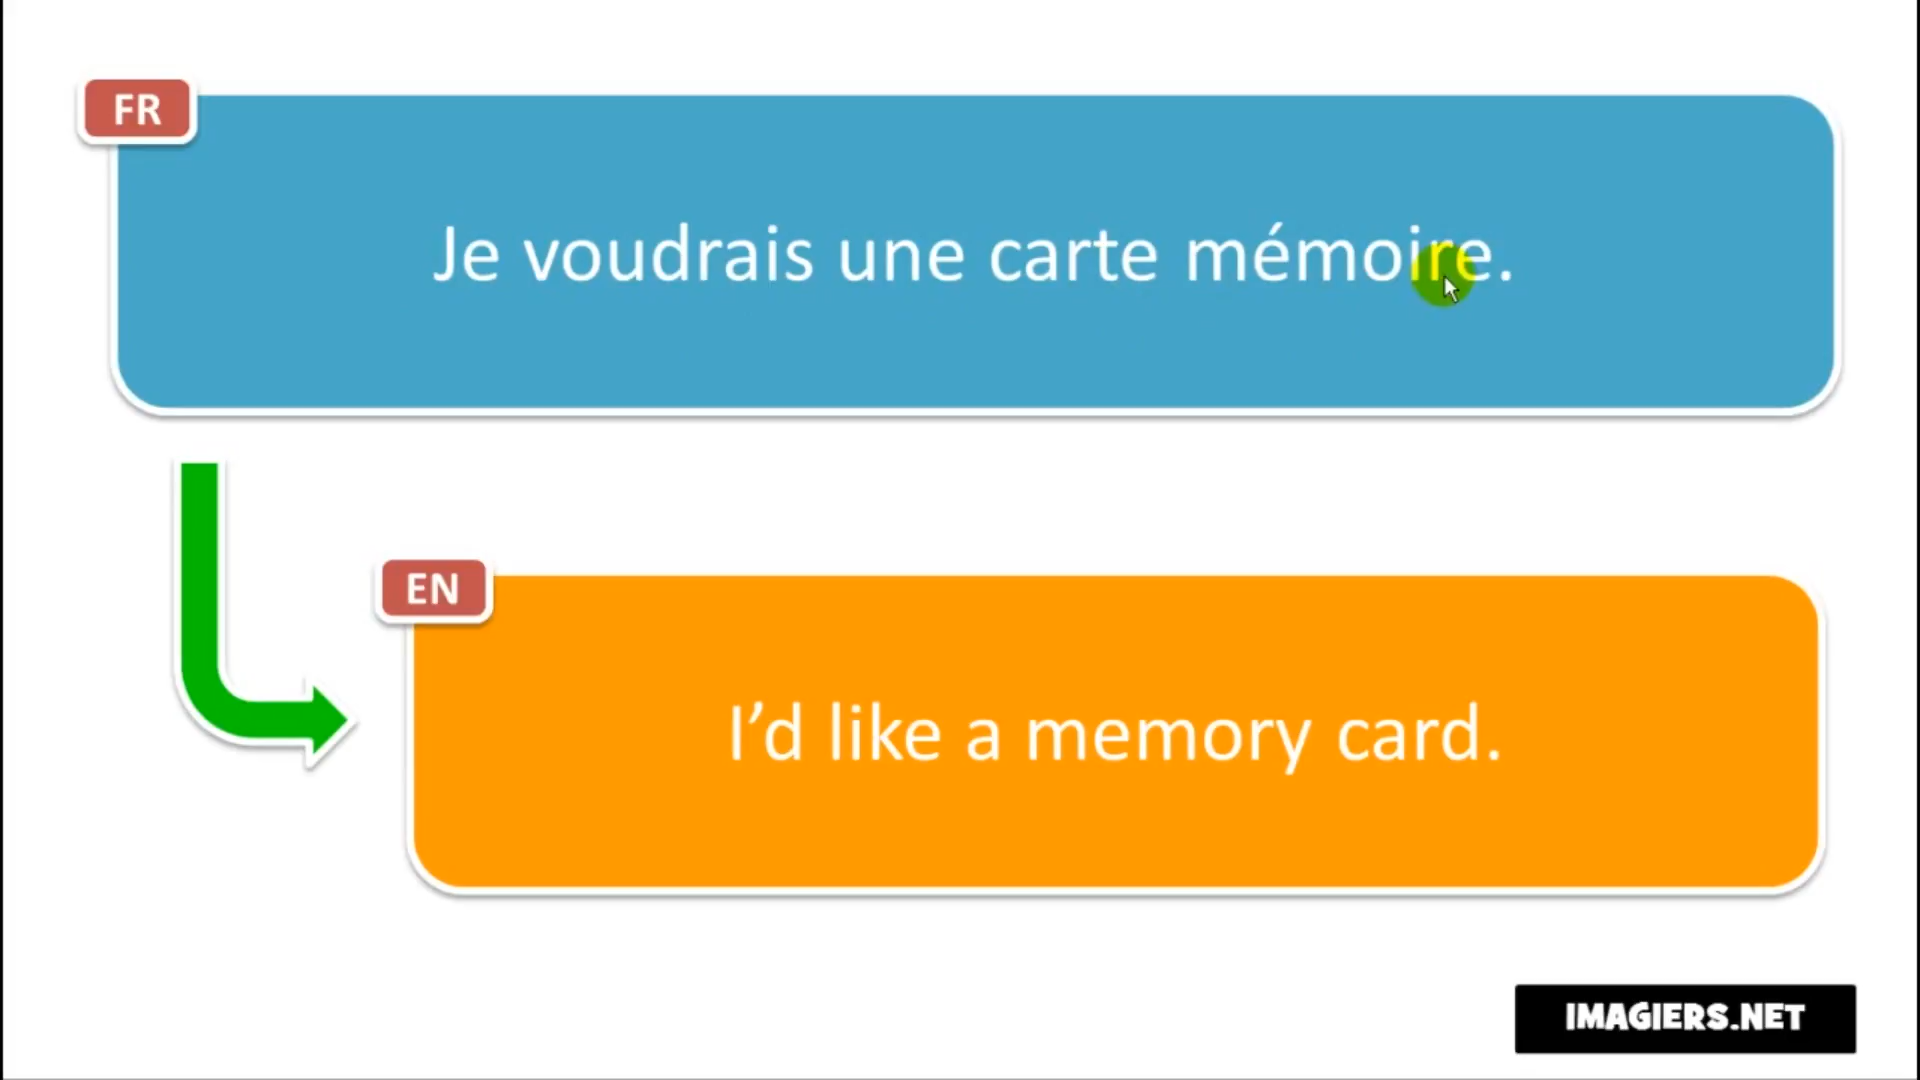 FR
Je voudrais une carte mémoire.
EN
I’d like a memory card.
IMAGIERS.NET